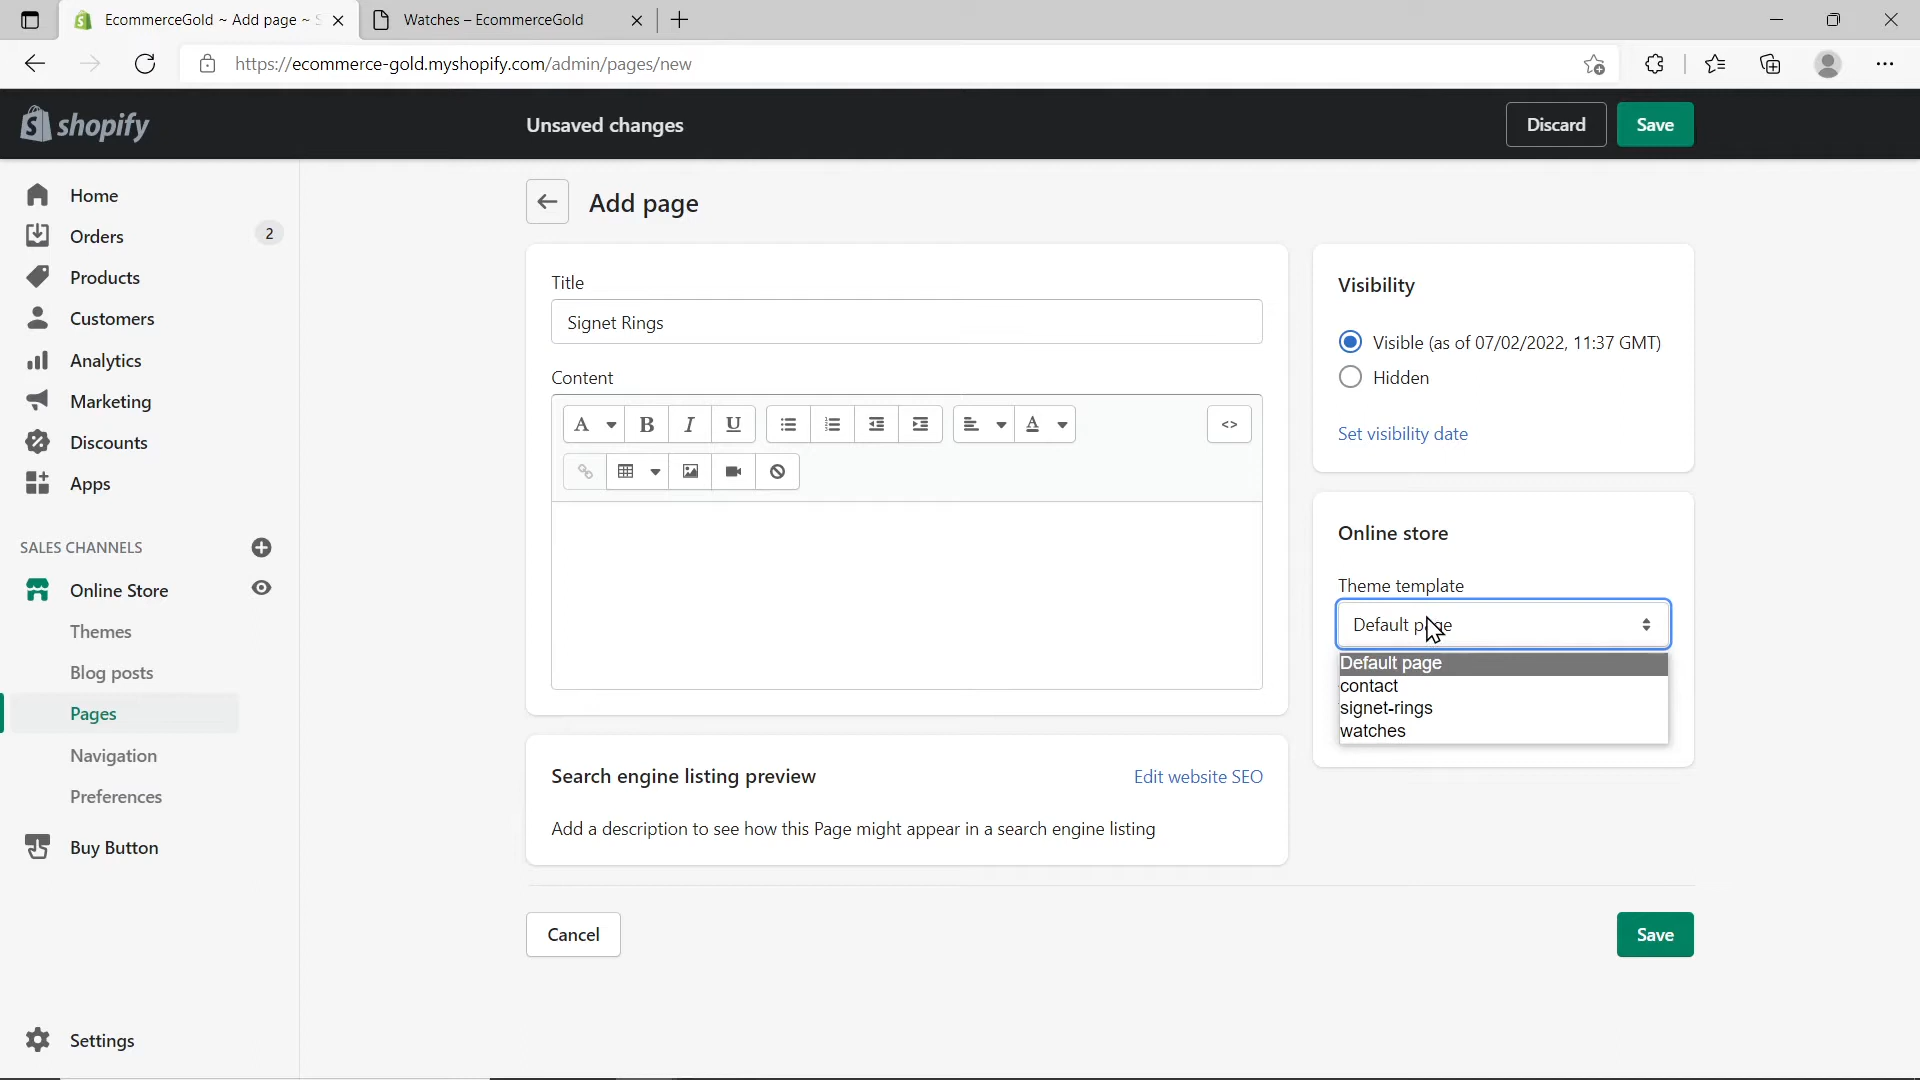 EcommerceGold ~ Add page ~ S
Watches – EcommerceGold
https://ecommerce-gold.myshopify.com/admin/pages/new
shopify
Unsaved changes
Discard
Save
Home
Orders
2
Products
Customers
Analytics
Marketing
Discounts
Apps
SALES CHANNELS
Online Store
Themes
Blog posts
Pages
Navigation
Preferences
Buy Button
Settings
Add page
Title
Signet Rings
Content
A
B
I
U
A
<>
Search engine listing preview
Edit website SEO
Add a description to see how this Page might appear in a search engine listing
Cancel
Save
Visibility
Visible (as of 07/02/2022, 11:37 GMT)
Hidden
Set visibility date
Online store
Theme template
Default page
Default page
contact
signet-rings
watches